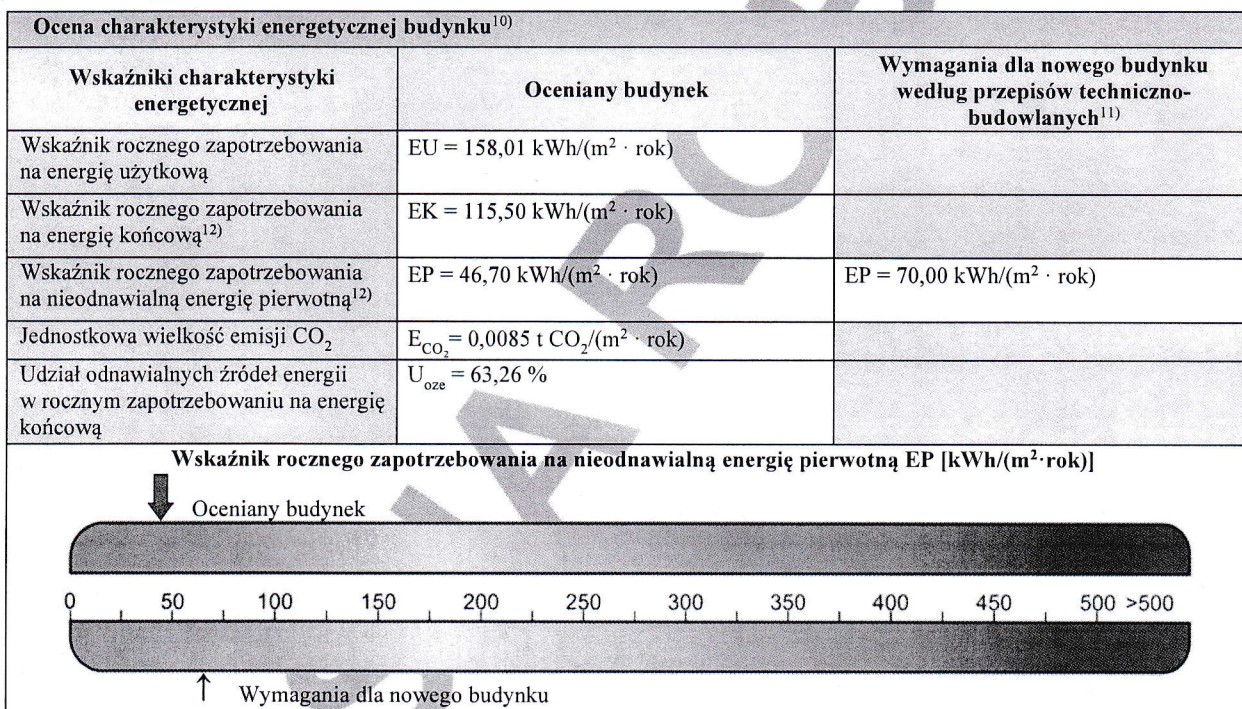 Ocena charakterystyki energetycznej budynku10)
Wskaźniki charakterystyki
energetycznej
Oceniany budynek
Wymagania dla nowego budynku
według przepisów techniczno-
budowlanych11)
Wskaźnik rocznego zapotrzebowania
na energię użytkową
EU = 158,01 kWh/(m² · rok)
Wskaźnik rocznego zapotrzebowania
na energię końcową12)
EK = 115,50 kWh/(m² · rok)
Wskaźnik rocznego zapotrzebowania
na nieodnawialną energię pierwotną12)
EP = 46,70 kWh/(m² · rok)
EP = 70,00 kWh/(m² · rok)
Jednostkowa wielkość emisji CO₂
E_CO₂ = 0,0085 t CO₂/(m² · rok)
Udział odnawialnych źródeł energii
w rocznym zapotrzebowaniu na energię
końcową
U_oze = 63,26 %
Wskaźnik rocznego zapotrzebowania na nieodnawialną energię pierwotną EP [kWh/(m²·rok)]
Oceniany budynek
0 50 100 150 200 250 300 350 400 450 500 >500
Wymagania dla nowego budynku